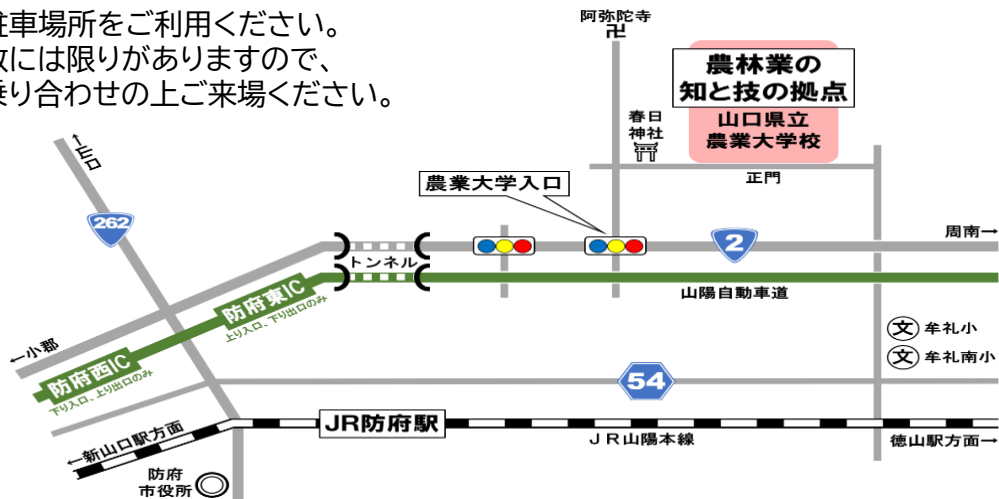 駐車場所をご利用ください。
数には限りがありますので、
乗り合わせの上ご来場ください。
阿弥陀寺
農林業の
知と技の拠点
山口県立
農業大学校
春日
神社
正門
↑山口
農業大学入口
262
2
周南→
トンネル
山陽自動車道
防府東IC
上り入口、下り出口のみ
←小郡
防府西IC
下り入口、上り出口のみ
文 牟礼小
文 牟礼南小
54
JR防府駅
←新山口駅方面
JR山陽本線
徳山駅方面→
防府
市役所